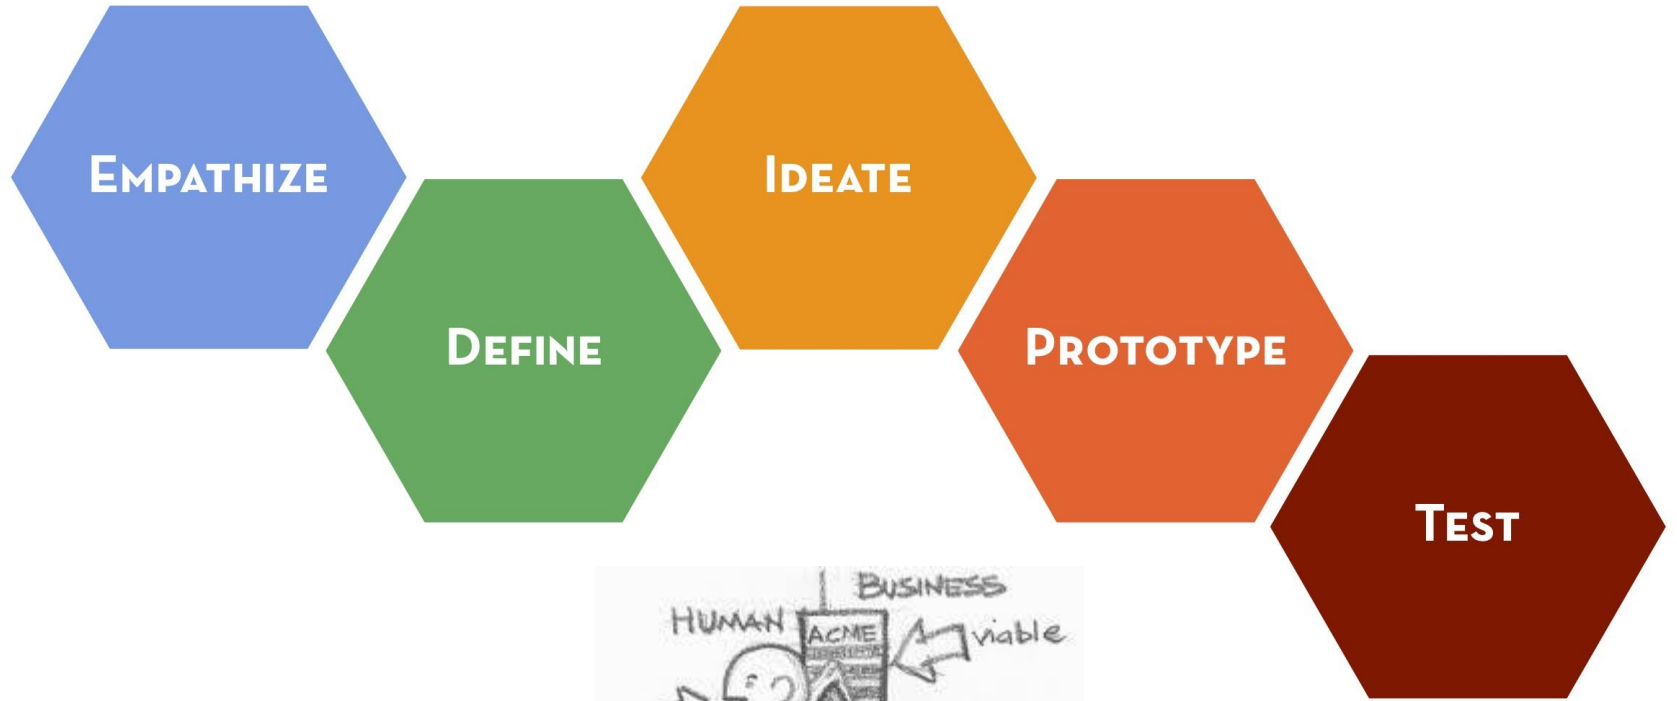 EMPATHIZE
DEFINE
IDEATE
PROTOTYPE
TEST
BUSINESS
HUMAN
ACME
viable